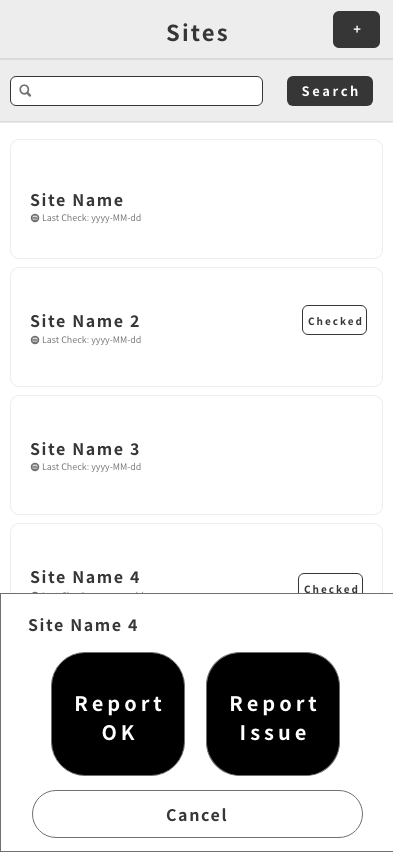 Sites
+
Search
Site Name
Last Check: yyyy-MM-dd
Site Name 2
Last Check: yyyy-MM-dd
Checked
Site Name 3
Last Check: yyyy-MM-dd
Site Name 4
Checked
Site Name 4
Report
OK
Report
Issue
Cancel